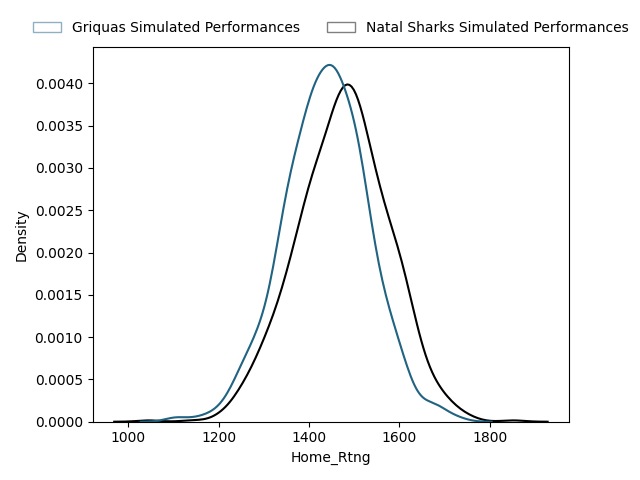 Griquas Simulated Performances Natal Sharks Simulated Performances
0.0040
0.0035
0.0030
0.0025
0.0020
0.0015
0.0010
0.0005
0.0000
Density
1000 1200 1400 1600 1800
Home_Rtng